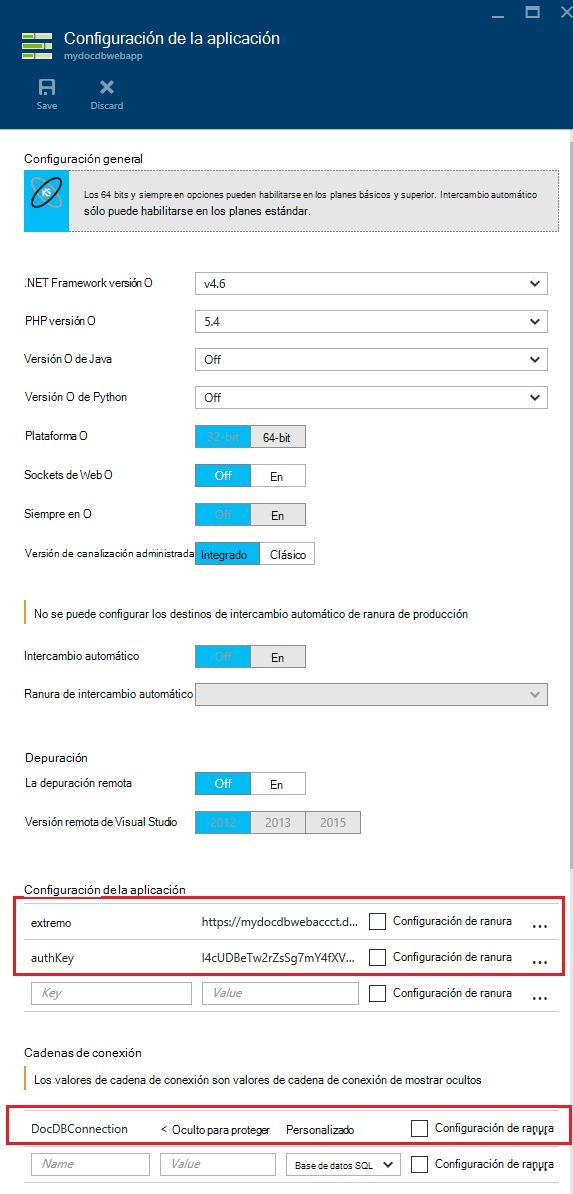 Configuración de la aplicación
mydocdbwebapp
Save Discard
Configuración general
Los 64 bits y siempre en opciones pueden habilitarse en los planes básicos y superior. Intercambio automático
sólo puede habilitarse en los planes estándar.
.NET Framework versión O v4.6
PHP versión O 5.4
Versión O de Java Off
Versión O de Python Off
Plataforma O 32-bit 64-bit
Sockets de Web O Off En
Siempre en O Off En
Versión de canalización administrada Integrado Clásico
No se puede configurar los destinos de intercambio automático de ranura de producción
Intercambio automático Off En
Ranura de intercambio automático
Depuración
La depuración remota Off En
Versión remota de Visual Studio 2012 2013 2015
Configuración de la aplicación
extremo https://mydocdbwebaccct.d... Configuración de ranura ...
authKey I4cUDBeTw2rZsSg7mY4fXV... Configuración de ranura ...
Key Value Configuración de ranura ...
Cadenas de conexión
Los valores de cadena de conexión son valores de cadena de conexión de mostrar ocultos
DocDBConnection < Oculto para proteger Personalizado Configuración de ranura ...
Name Value Base de datos SQL Configuración de ranura ...